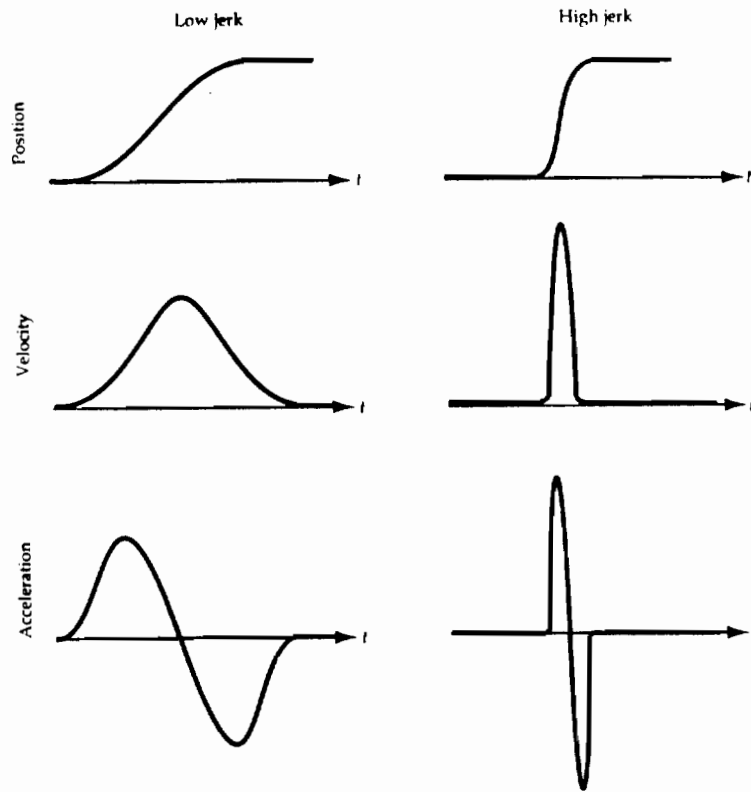 Low jerk
High jerk
Position
t
t
Velocity
t
t
Acceleration
t